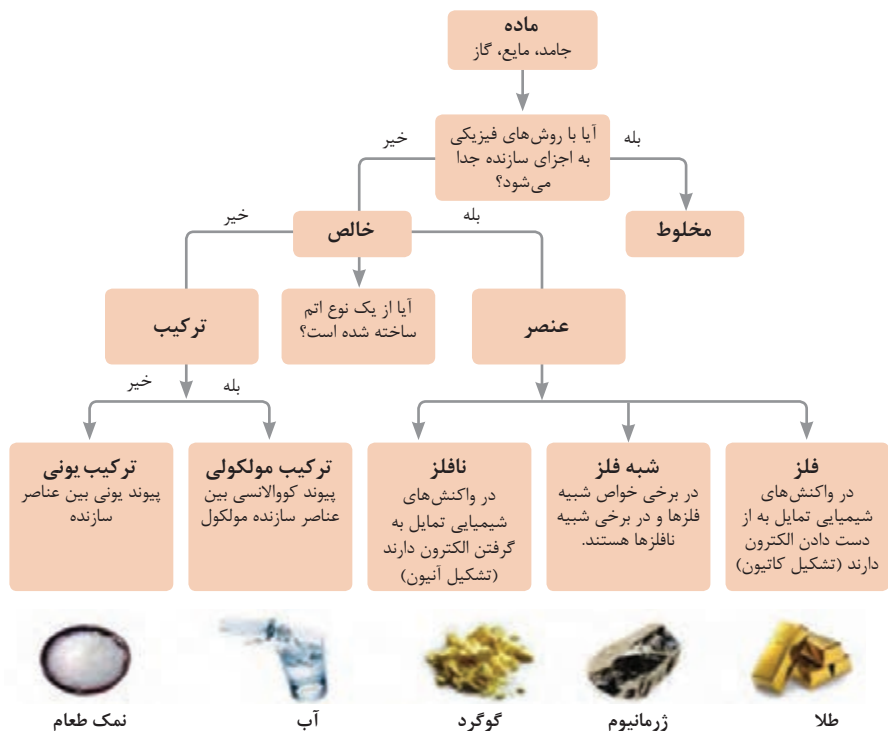 ماده
جامد، مایع، گاز
آیا با روش‌های فیزیکی
به اجزای سازنده جدا
می‌شود؟
بله
خیر
مخلوط
خالص
بله
خیر
آیا از یک نوع اتم
ساخته شده است؟
عنصر
ترکیب
بله
خیر
فلز
در واکنش‌های
شیمیایی تمایل به از
دست دادن الکترون
دارند (تشکیل کاتیون)
شبه فلز
در برخی خواص شبیه
فلزها و در برخی شبیه
نافلزها هستند.
نافلز
در واکنش‌های
شیمیایی تمایل به
گرفتن الکترون دارند
(تشکیل آنیون)
ترکیب مولکولی
پیوند کووالانسی بین
عناصر سازنده مولکول
ترکیب یونی
پیوند یونی بین عناصر
سازنده
طلا
ژرمانیوم
گوگرد
آب
نمک طعام